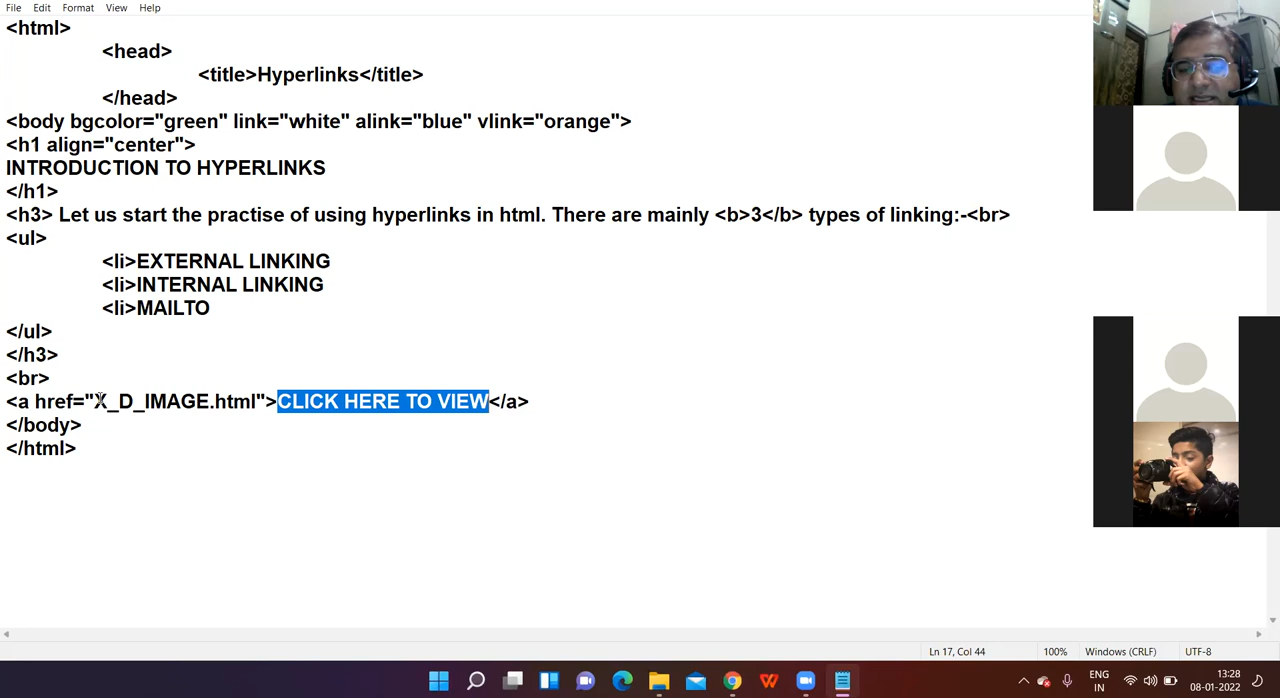 File Edit Format View Help
<html>
<head>
<title>Hyperlinks</title>
</head>
<body bgcolor="green" link="white" alink="blue" vlink="orange">
<h1 align="center">
INTRODUCTION TO HYPERLINKS
</h1>
<h3> Let us start the practise of using hyperlinks in html. There are mainly <b>3</b> types of linking:-<br>
<ul>
<li>EXTERNAL LINKING
<li>INTERNAL LINKING
<li>MAILTO
</ul>
</h3>
<br>
<a href="X_D_IMAGE.html">CLICK HERE TO VIEW</a>
</body>
</html>
Ln 17, Col 44 100% Windows (CRLF) UTF-8
ENG 13:28
IN 08-01-2022